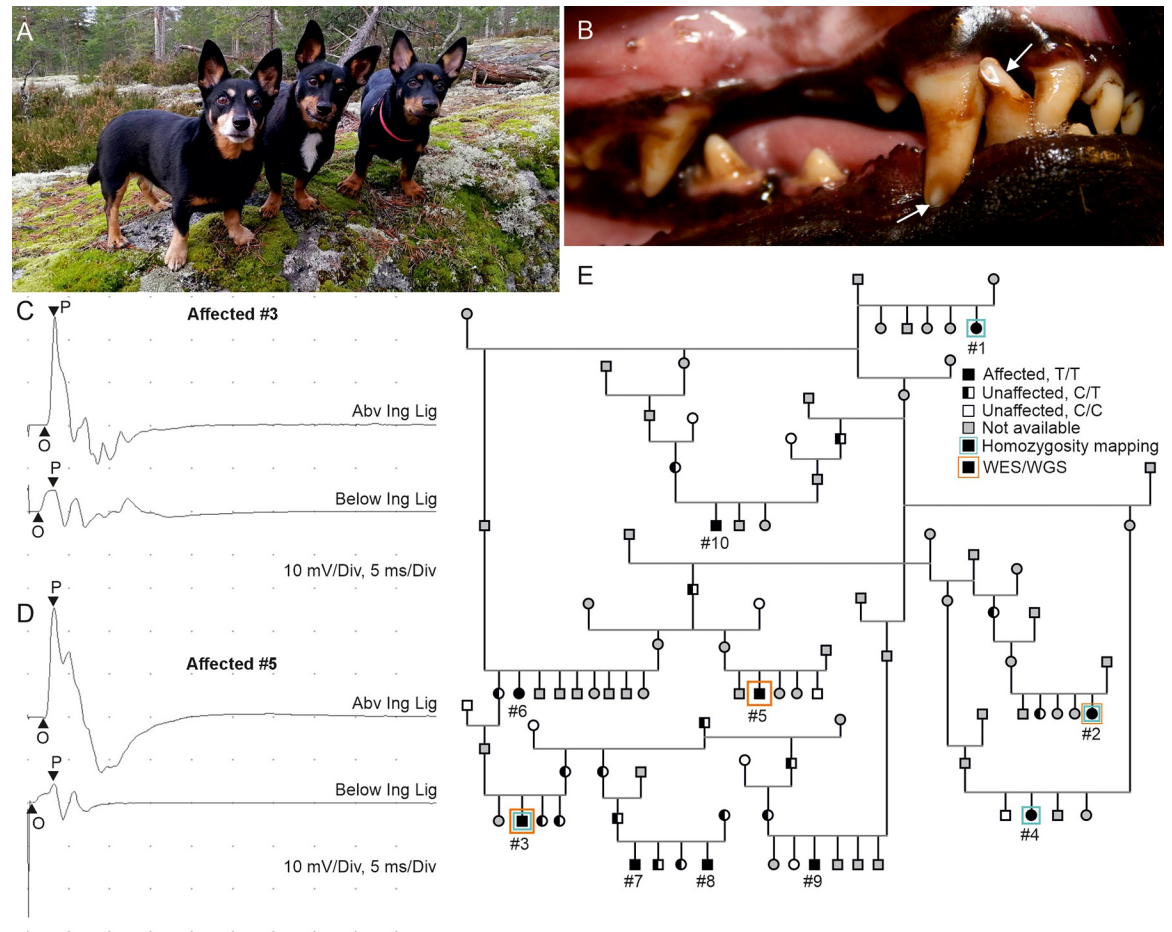 A
B
C
Affected #3
P
O
Abv Ing Lig
P
O
Below Ing Lig
10 mV/Div, 5 ms/Div
D
Affected #5
P
O
Abv Ing Lig
P
O
Below Ing Lig
10 mV/Div, 5 ms/Div
E
#1
Affected, T/T
Unaffected, C/T
Unaffected, C/C
Not available
Homozygosity mapping
WES/WGS
#10
#6
#5
#2
#3
#4
#7
#8
#9